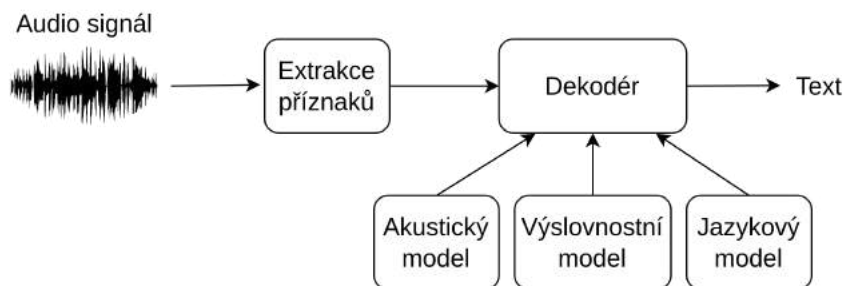 Audio signál
Extrakce
příznaků
Dekodér
Text
Akustický
model
Výslovnostní
model
Jazykový
model